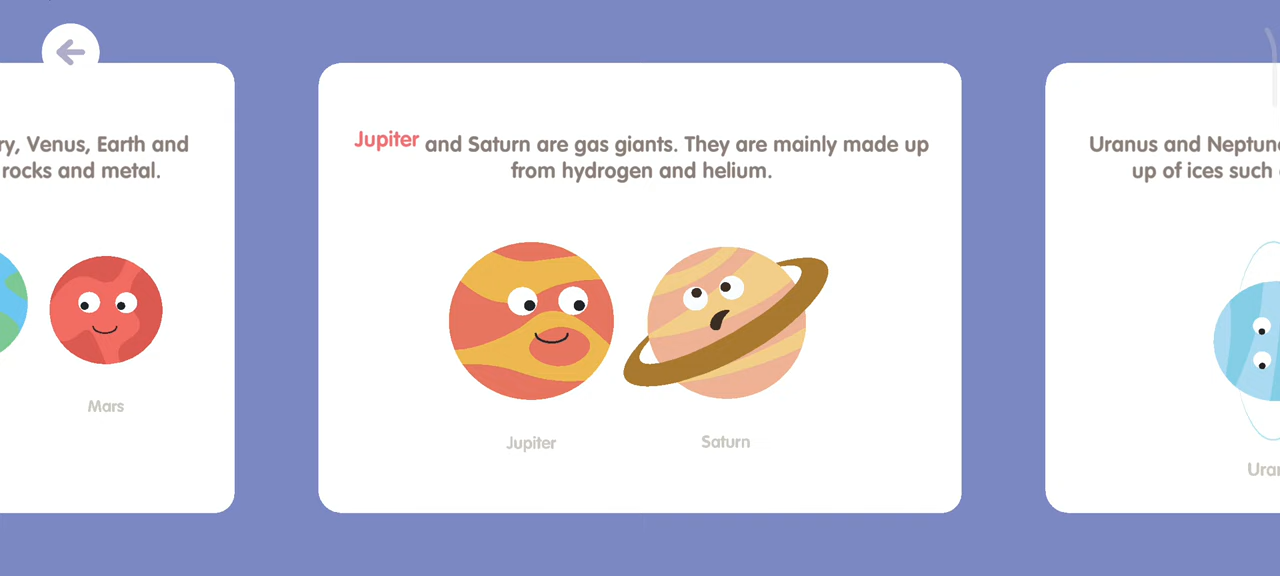 ry, Venus, Earth and
rocks and metal.
Mars
Jupiter and Saturn are gas giants. They are mainly made up
from hydrogen and helium.
Jupiter
Saturn
Uranus and Neptun
up of ices such
Uran